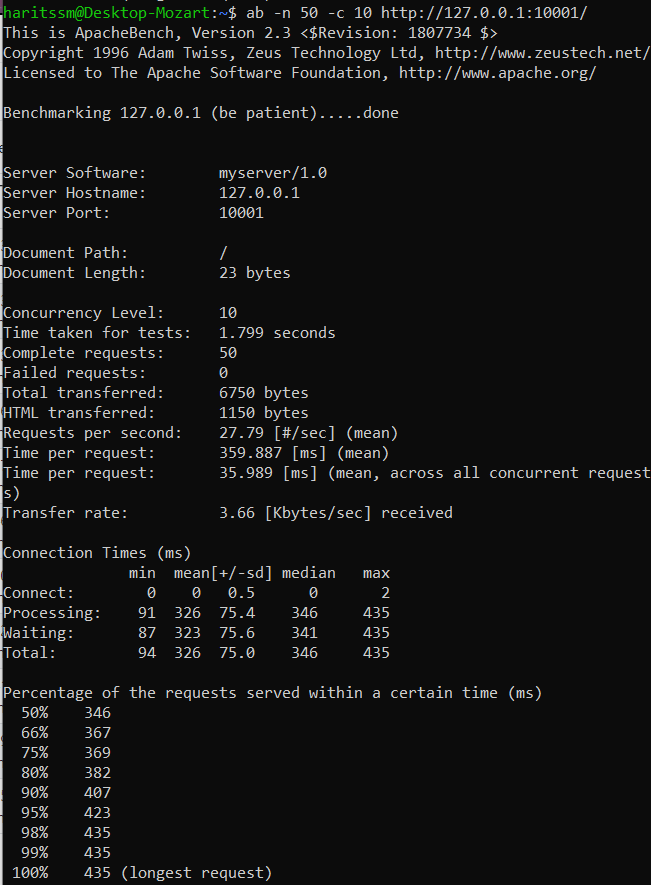 haritssm@Desktop-Mozart:~$ ab -n 50 -c 10 http://127.0.0.1:10001/
This is ApacheBench, Version 2.3 <$Revision: 1807734 $>
Copyright 1996 Adam Twiss, Zeus Technology Ltd, http://www.zeustech.net/
Licensed to The Apache Software Foundation, http://www.apache.org/

Benchmarking 127.0.0.1 (be patient).....done


Server Software:        myserver/1.0
Server Hostname:        127.0.0.1
Server Port:            10001

Document Path:          /
Document Length:        23 bytes

Concurrency Level:      10
Time taken for tests:   1.799 seconds
Complete requests:      50
Failed requests:        0
Total transferred:      6750 bytes
HTML transferred:       1150 bytes
Requests per second:    27.79 [#/sec] (mean)
Time per request:       359.887 [ms] (mean)
Time per request:       35.989 [ms] (mean, across all concurrent request
s)
Transfer rate:          3.66 [Kbytes/sec] received

Connection Times (ms)
              min  mean[+/-sd] median   max
Connect:        0    0   0.5      0       2
Processing:    91  326  75.4    346     435
Waiting:       87  323  75.6    341     435
Total:         94  326  75.0    346     435

Percentage of the requests served within a certain time (ms)
  50%    346
  66%    367
  75%    369
  80%    382
  90%    407
  95%    423
  98%    435
  99%    435
 100%    435 (longest request)